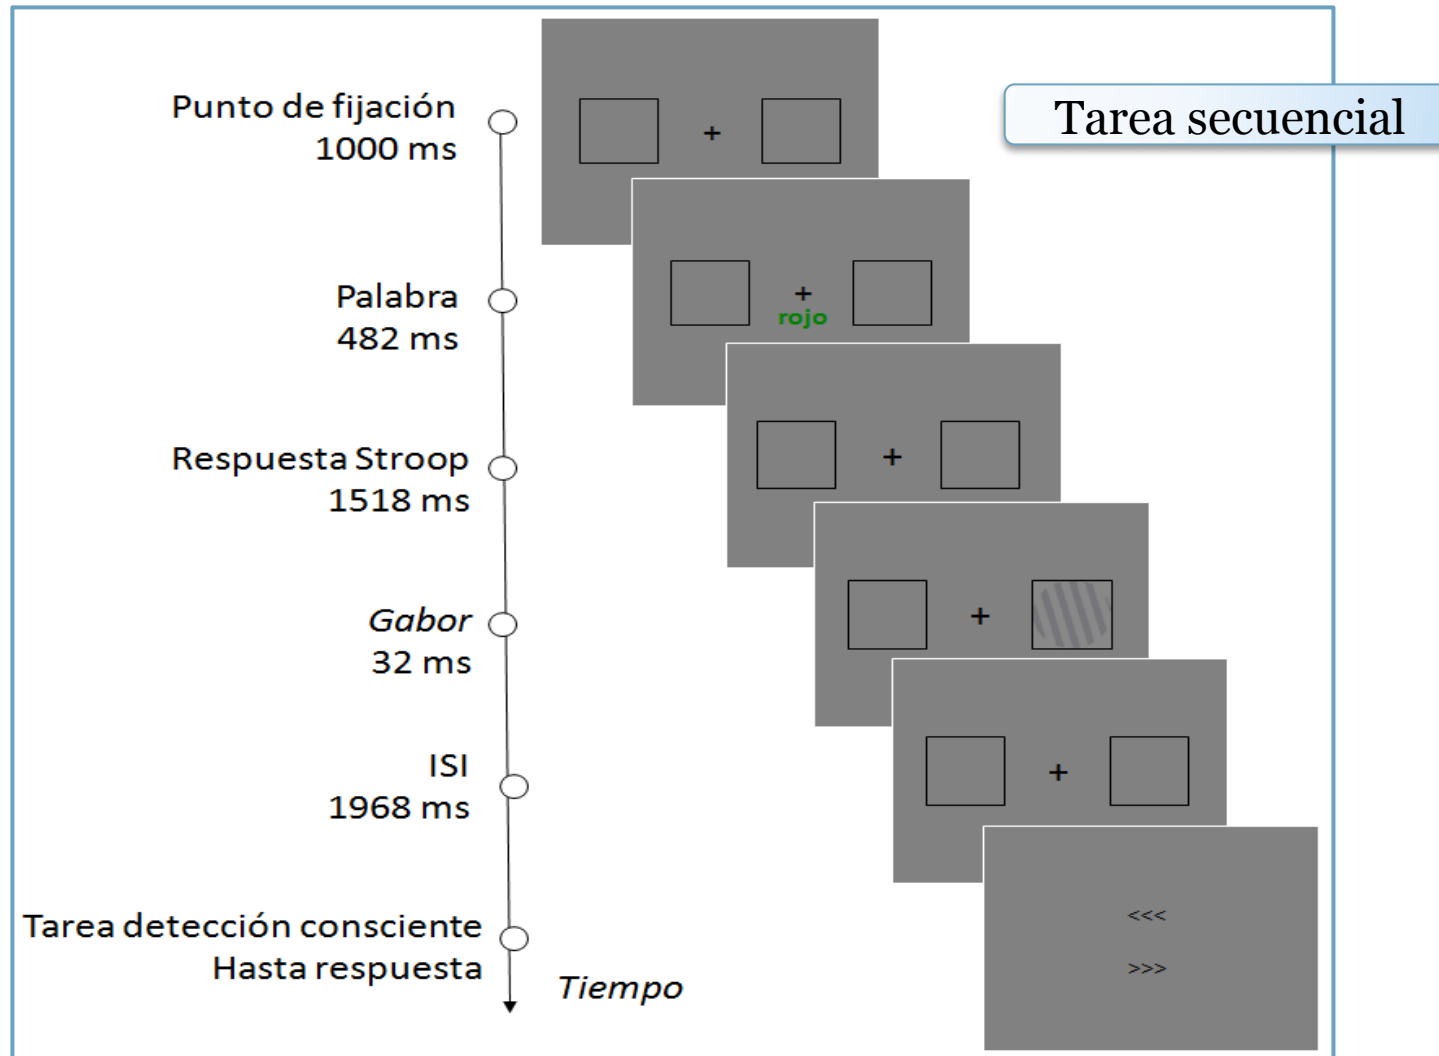 Tarea secuencial
Punto de fijación
1000 ms
+
Palabra
482 ms
+
rojo
Respuesta Stroop
1518 ms
+
Gabor
32 ms
+
ISI
1968 ms
+
Tarea detección consciente
Hasta respuesta
<<<
>>>
Tiempo